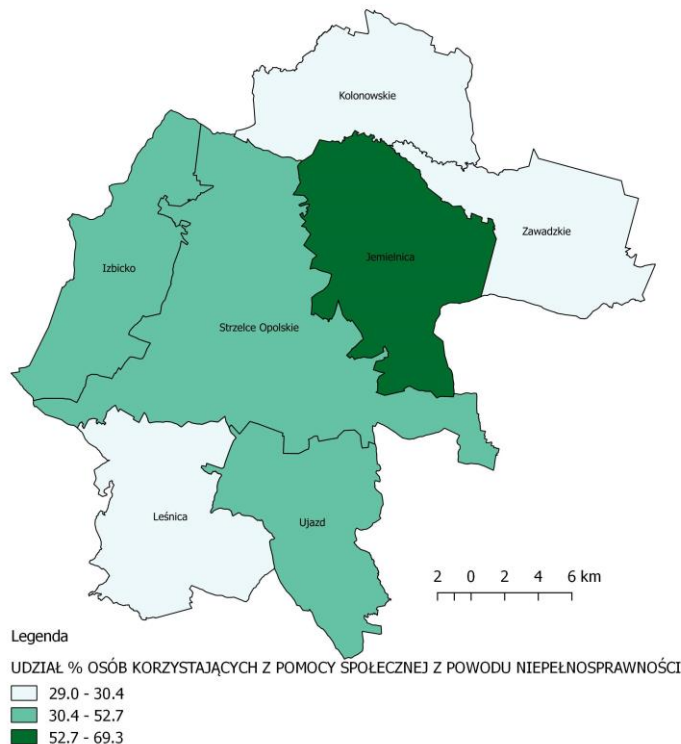 Kolonowskie
Zawadzkie
Jemielnica
Izbicko
Strzelce Opolskie
Leśnica
Ujazd
2 0 2 4 6 km
Legenda
UDZIAŁ % OSÓB KORZYSTAJĄCYCH Z POMOCY SPOŁECZNEJ Z POWODU NIEPEŁNOSPRAWNOŚCI
29.0 - 30.4
30.4 - 52.7
52.7 - 69.3